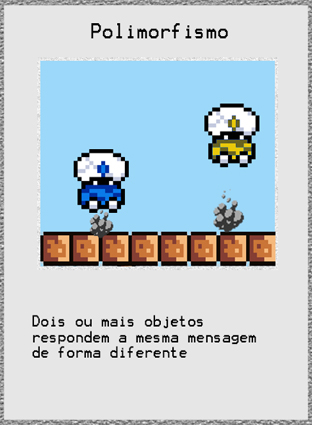 Polimorfismo
Dois ou mais objetos
respondem a mesma mensagem
de forma diferente